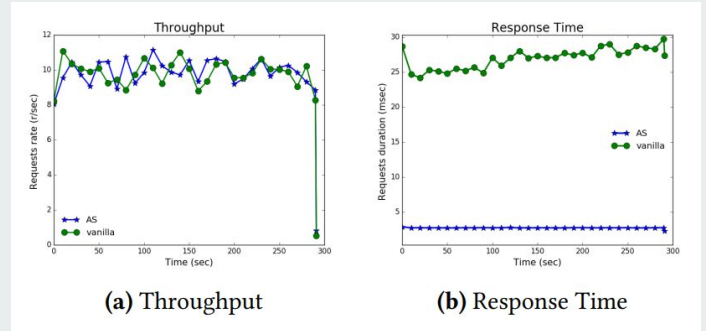 Throughput
12
10
8
6
4
2
0
Requests rate (r/sec)
AS
vanilla
0 50 100 150 200 250 300
Time (sec)
(a) Throughput
Response Time
30
25
20
15
10
5
Requests duration (msec)
AS
vanilla
0 50 100 150 200 250 300
Time (sec)
(b) Response Time